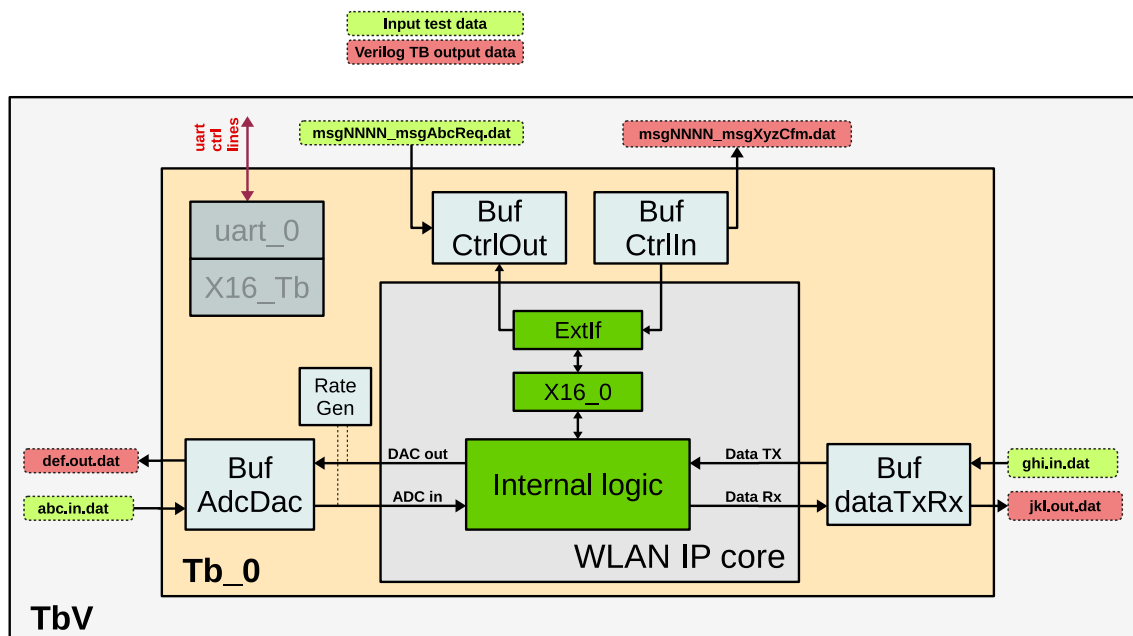 Input test data
Verilog TB output data
uart
ctrl
lines
msgNNNN_msgAbcReq.dat
msgNNNN_msgXyzCfm.dat
uart_0
X16_Tb
Buf
CtrlOut
Buf
CtrlIn
ExtIf
X16_0
Rate
Gen
def.out.dat
abc.in.dat
Buf
AdcDac
DAC out
ADC in
Internal logic
Data TX
Data Rx
Buf
dataTxRx
ghi.in.dat
jkl.out.dat
WLAN IP core
Tb_0
TbV